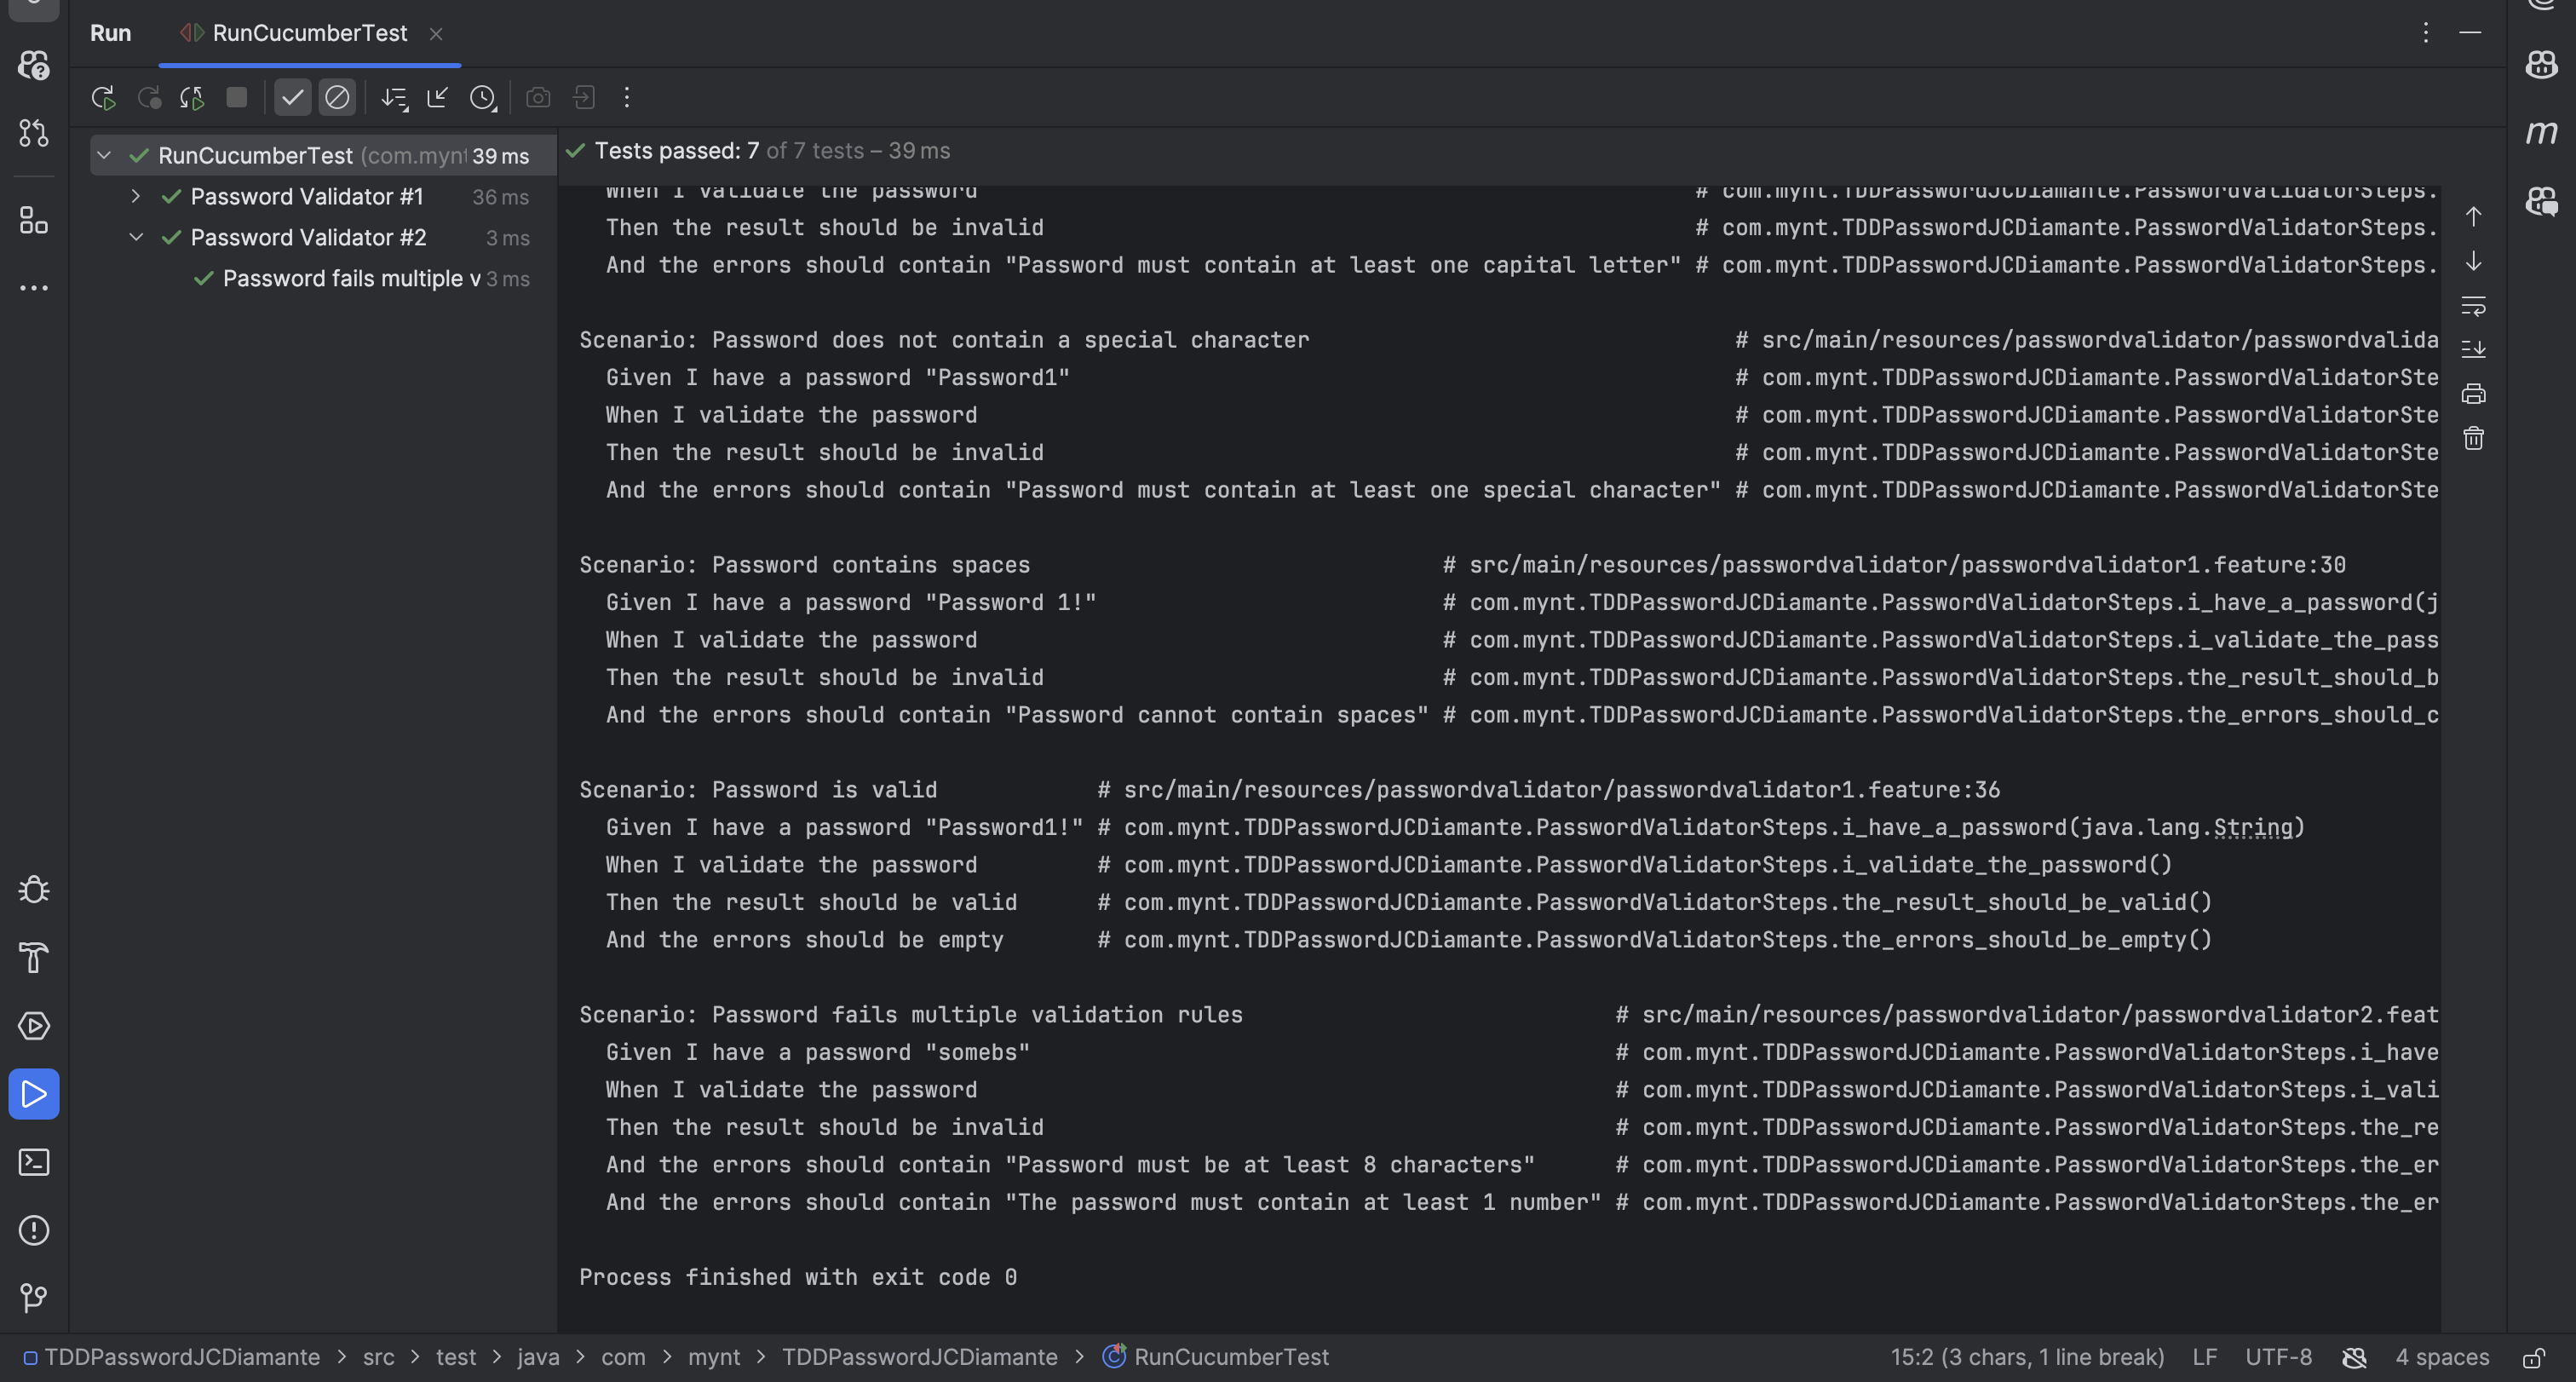 Run RunCucumberTest
RunCucumberTest (com.mynt 39 ms
Password Validator #1 36 ms
Password Validator #2 3 ms
Password fails multiple v 3 ms
Tests passed: 7 of 7 tests – 39 ms
When I validate the password # com.mynt.TDDPasswordJCDiamante.PasswordValidatorSteps.
Then the result should be invalid # com.mynt.TDDPasswordJCDiamante.PasswordValidatorSteps.
And the errors should contain "Password must contain at least one capital letter" # com.mynt.TDDPasswordJCDiamante.PasswordValidatorSteps.
Scenario: Password does not contain a special character # src/main/resources/passwordvalidator/passwordvalida
Given I have a password "Password1" # com.mynt.TDDPasswordJCDiamante.PasswordValidatorSte
When I validate the password # com.mynt.TDDPasswordJCDiamante.PasswordValidatorSte
Then the result should be invalid # com.mynt.TDDPasswordJCDiamante.PasswordValidatorSte
And the errors should contain "Password must contain at least one special character" # com.mynt.TDDPasswordJCDiamante.PasswordValidatorSte
Scenario: Password contains spaces # src/main/resources/passwordvalidator/passwordvalidator1.feature:30
Given I have a password "Password 1!" # com.mynt.TDDPasswordJCDiamante.PasswordValidatorSteps.i_have_a_password(j
When I validate the password # com.mynt.TDDPasswordJCDiamante.PasswordValidatorSteps.i_validate_the_pass
Then the result should be invalid # com.mynt.TDDPasswordJCDiamante.PasswordValidatorSteps.the_result_should_b
And the errors should contain "Password cannot contain spaces" # com.mynt.TDDPasswordJCDiamante.PasswordValidatorSteps.the_errors_should_c
Scenario: Password is valid # src/main/resources/passwordvalidator/passwordvalidator1.feature:36
Given I have a password "Password1!" # com.mynt.TDDPasswordJCDiamante.PasswordValidatorSteps.i_have_a_password(java.lang.String)
When I validate the password # com.mynt.TDDPasswordJCDiamante.PasswordValidatorSteps.i_validate_the_password()
Then the result should be valid # com.mynt.TDDPasswordJCDiamante.PasswordValidatorSteps.the_result_should_be_valid()
And the errors should be empty # com.mynt.TDDPasswordJCDiamante.PasswordValidatorSteps.the_errors_should_be_empty()
Scenario: Password fails multiple validation rules # src/main/resources/passwordvalidator/passwordvalidator2.feat
Given I have a password "somebs" # com.mynt.TDDPasswordJCDiamante.PasswordValidatorSteps.i_have
When I validate the password # com.mynt.TDDPasswordJCDiamante.PasswordValidatorSteps.i_vali
Then the result should be invalid # com.mynt.TDDPasswordJCDiamante.PasswordValidatorSteps.the_re
And the errors should contain "Password must be at least 8 characters" # com.mynt.TDDPasswordJCDiamante.PasswordValidatorSteps.the_er
And the errors should contain "The password must contain at least 1 number" # com.mynt.TDDPasswordJCDiamante.PasswordValidatorSteps.the_er
Process finished with exit code 0
TDDPasswordJCDiamante > src > test > java > com > mynt > TDDPasswordJCDiamante > RunCucumberTest 15:2 (3 chars, 1 line break) LF UTF-8 4 spaces